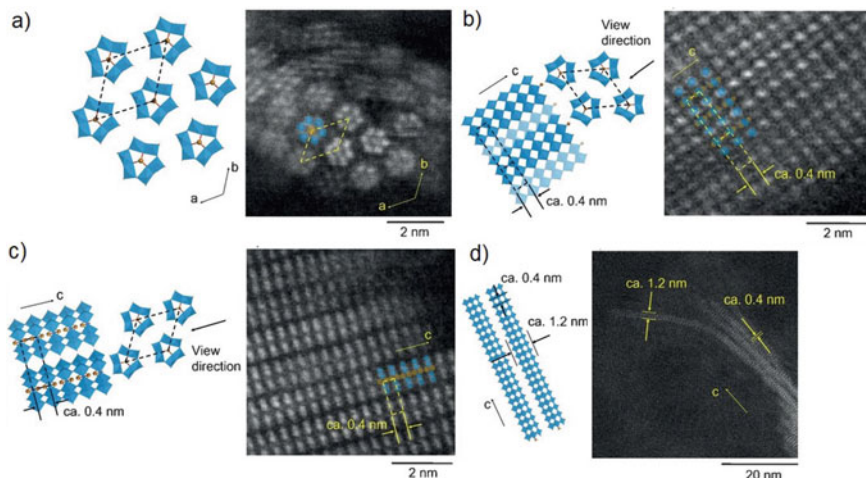 a)
b
a
b
a
2 nm
b)
View
direction
c
ca. 0.4 nm
c
ca. 0.4 nm
2 nm
c)
c
View
direction
ca. 0.4 nm
c
ca. 0.4 nm
2 nm
d)
ca. 0.4 nm
ca. 1.2 nm
c
ca. 1.2 nm
ca. 0.4 nm
c
20 nm